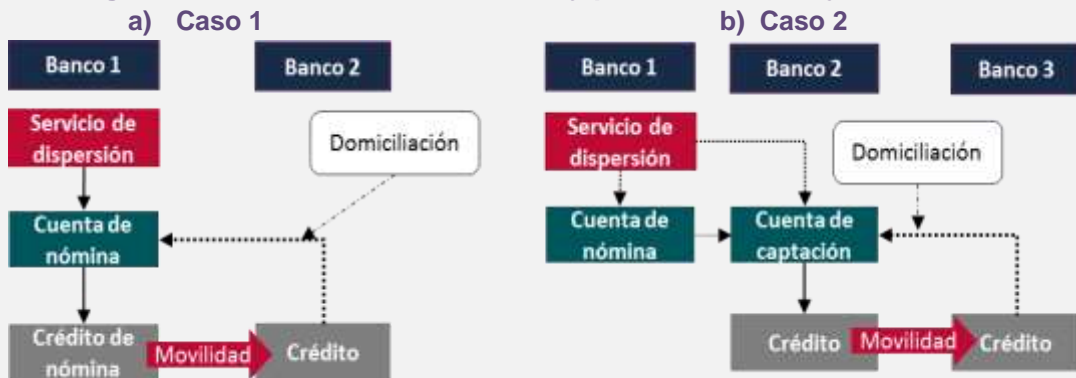 a) Caso 1
Banco 1
Banco 2
Servicio de
dispersión
Domiciliación
Cuenta de
nómina
Crédito de
nómina
Movilidad
Crédito
b) Caso 2
Banco 1
Banco 2
Banco 3
Servicio de
dispersión
Domiciliación
Cuenta de
nómina
Cuenta de
captación
Crédito
Movilidad
Crédito